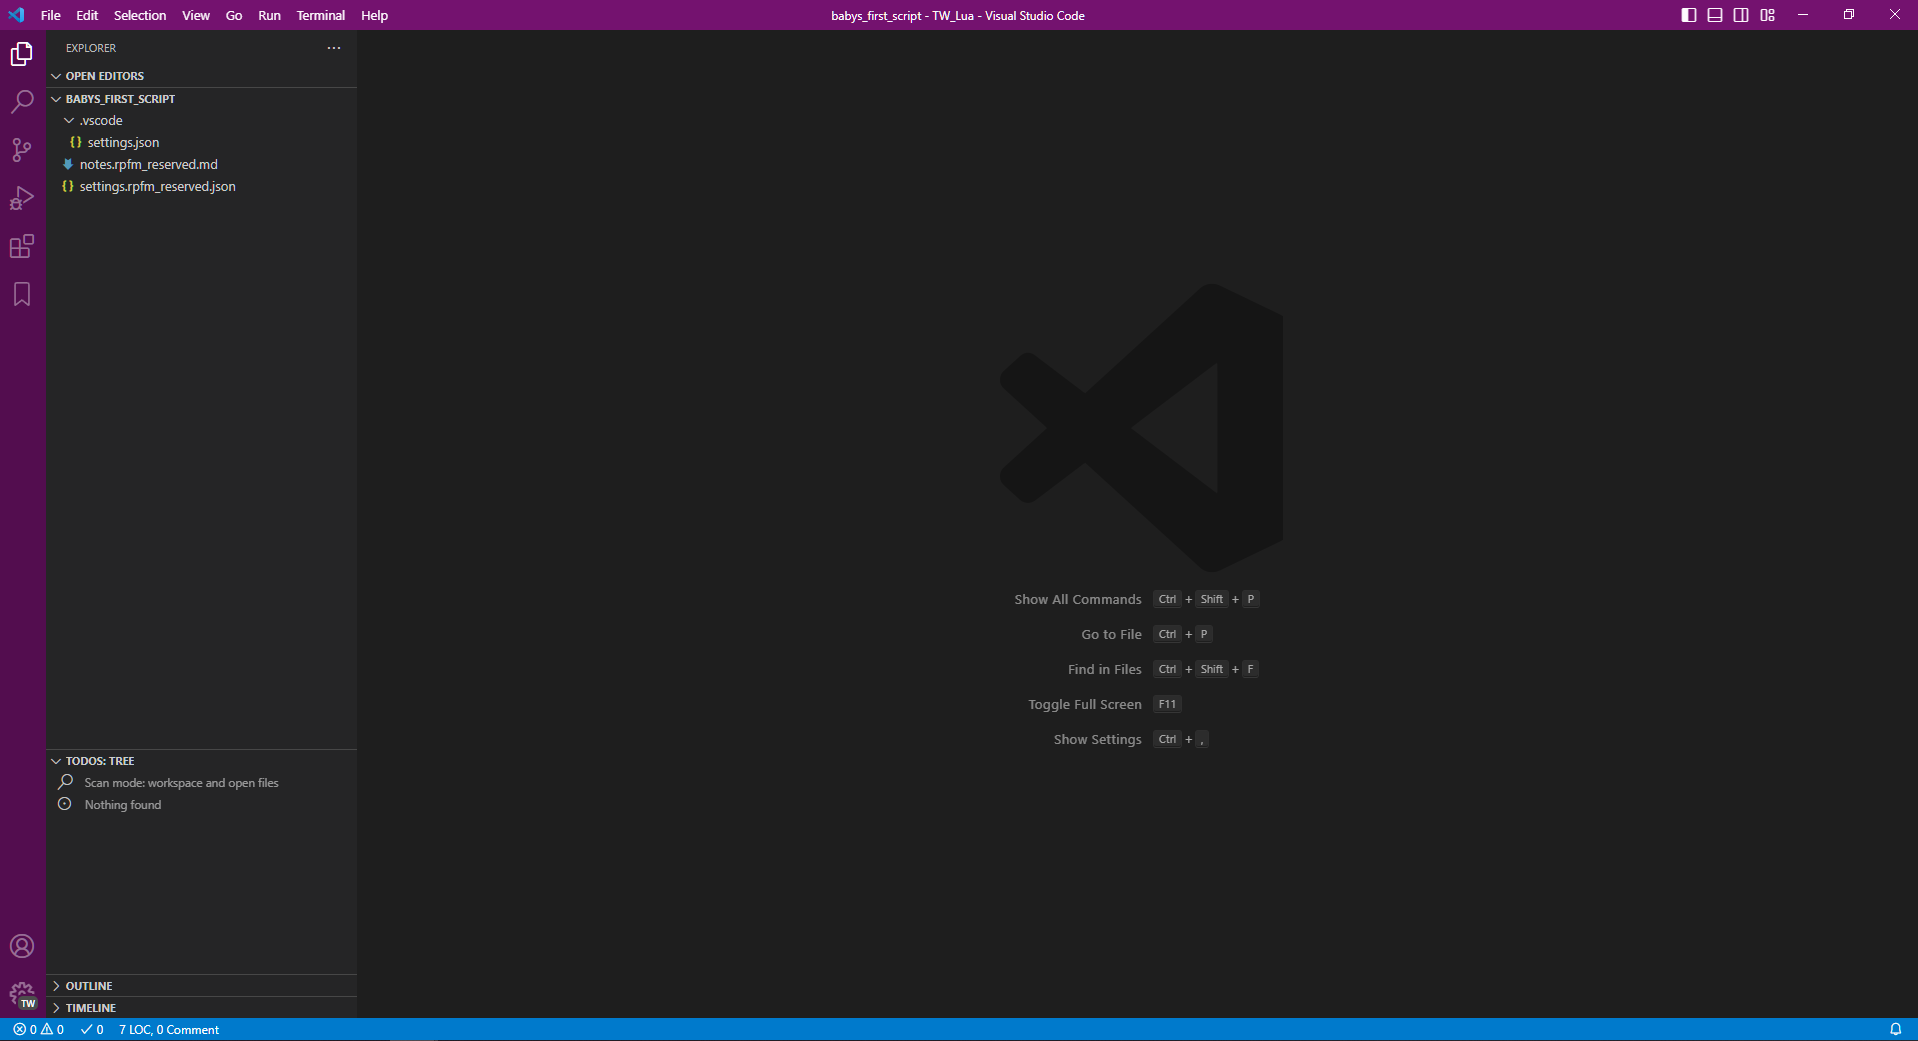 File Edit Selection View Go Run Terminal Help
babys_first_script - TW_Lua - Visual Studio Code
EXPLORER
OPEN EDITORS
BABYS_FIRST_SCRIPT
.vscode
{} settings.json
notes.rpfm_reserved.md
{} settings.rpfm_reserved.json
Show All Commands Ctrl + Shift + P
Go to File Ctrl + P
Find in Files Ctrl + Shift + F
Toggle Full Screen F11
Show Settings Ctrl + ,
TODOS: TREE
Scan mode: workspace and open files
Nothing found
OUTLINE
TW
TIMELINE
0 0 0 7 LOC, 0 Comment